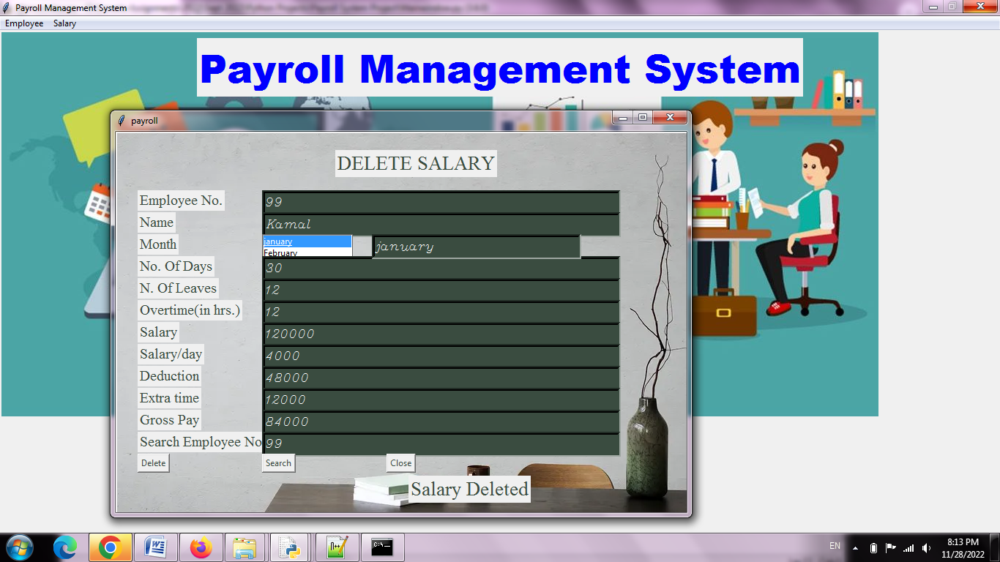 Payroll Management System
Employee Salary
Payroll Management System
payroll
DELETE SALARY
Employee No. 99
Name Kamal
Month january february january
No. Of Days 30
N. Of Leaves 12
Overtime(in hrs.) 12
Salary 120000
Salary/day 4000
Deduction 48000
Extra time 12000
Gross Pay 84000
Search Employee No 99
Delete Search Close
Salary Deleted
EN 8:13 PM
11/28/2022